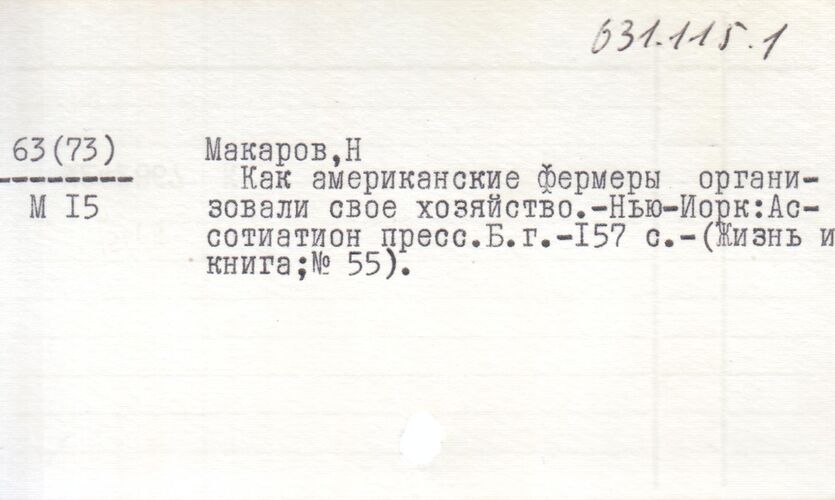 631.115.1
63(73) Макаров,Н
Как американские фермеры органи-
М I5 зовали свое хозяйство.-Нью-Иорк:Ас-
сотиатион пресс.Б.г.-I57 с.-(Жизнь и
книга;№ 55).